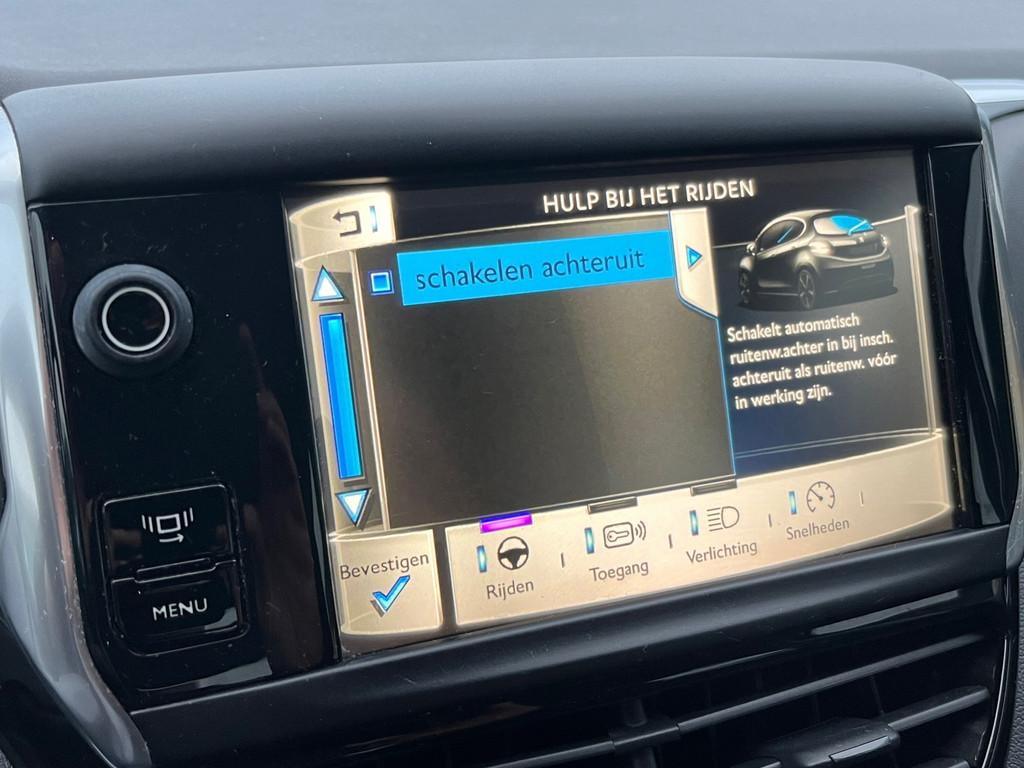 HULP BIJ HET RIJDEN
schakelen achteruit
Schakelt automatisch
ruitenw.achter in bij insch.
achteruit als ruitenw. vóór
in werking zijn.
Bevestigen
Rijden
Toegang
Verlichting
Snelheden
MENU